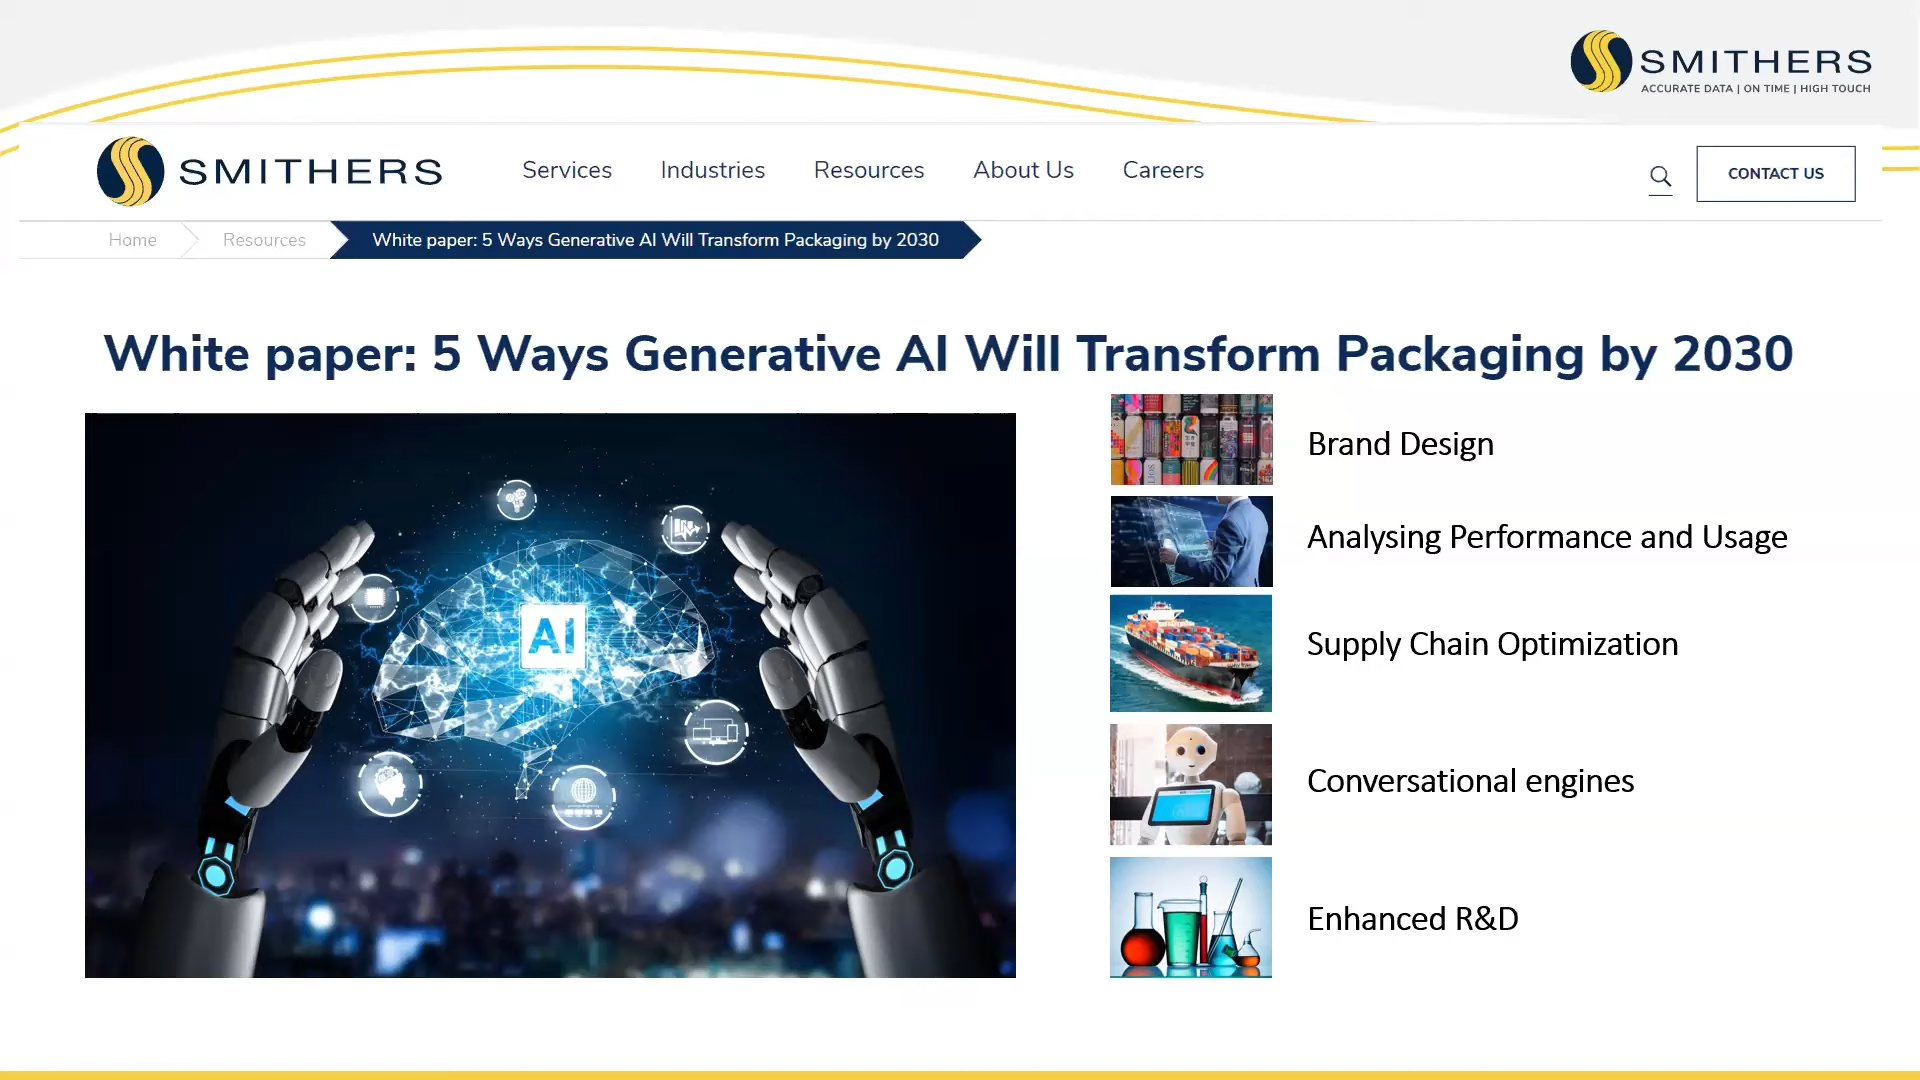 SMITHERS
ACCURATE DATA | ON TIME | HIGH TOUCH
SMITHERS
Services
Industries
Resources
About Us
Careers
CONTACT US
Home
Resources
White paper: 5 Ways Generative AI Will Transform Packaging by 2030
White paper: 5 Ways Generative AI Will Transform Packaging by 2030
AI
Brand Design
Analysing Performance and Usage
Supply Chain Optimization
Conversational engines
Enhanced R&D